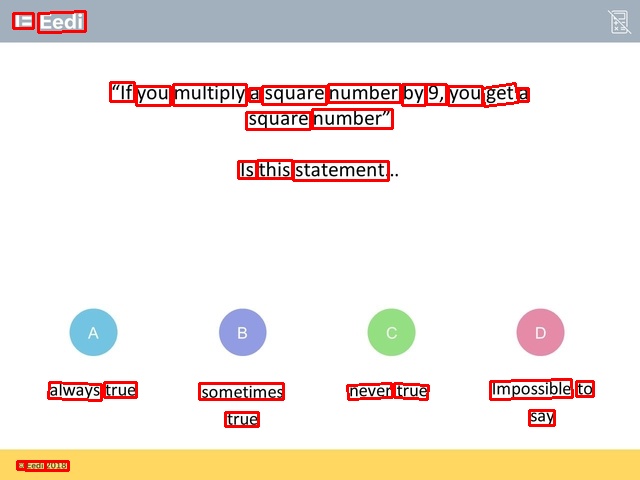 Eedi
“If you multiply a square number by 9, you get a
square number”
Is this statement...
A
B
C
D
always true
sometimes
true
never true
Impossible to
say
© Eedi 2018